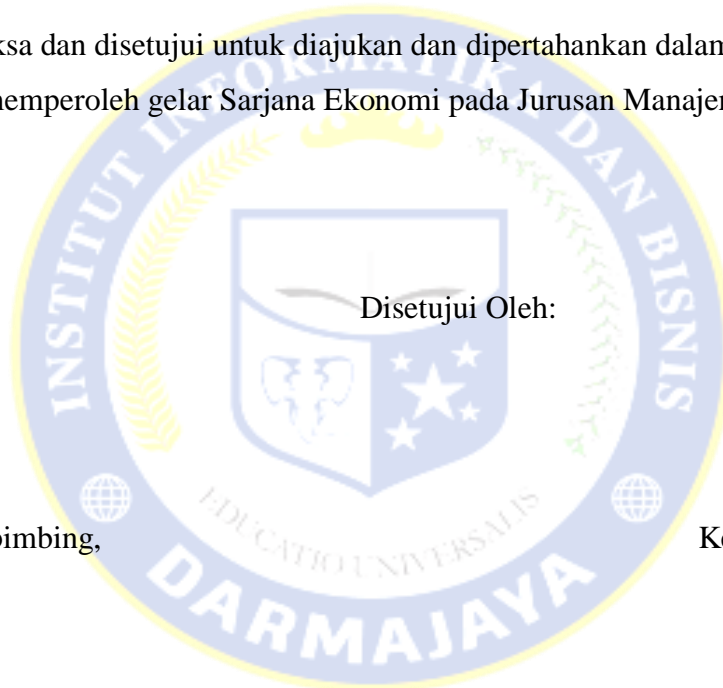 ksa dan disetujui untuk diajukan dan dipertahankan dalam
memperoleh gelar Sarjana Ekonomi pada Jurusan Manajem
INSTITUT INFORMATIKA DAN BISNIS
Disetujui Oleh:
EDUCATIO UNIVERSALIS
bimbing,
Ke
DARMAJAYA